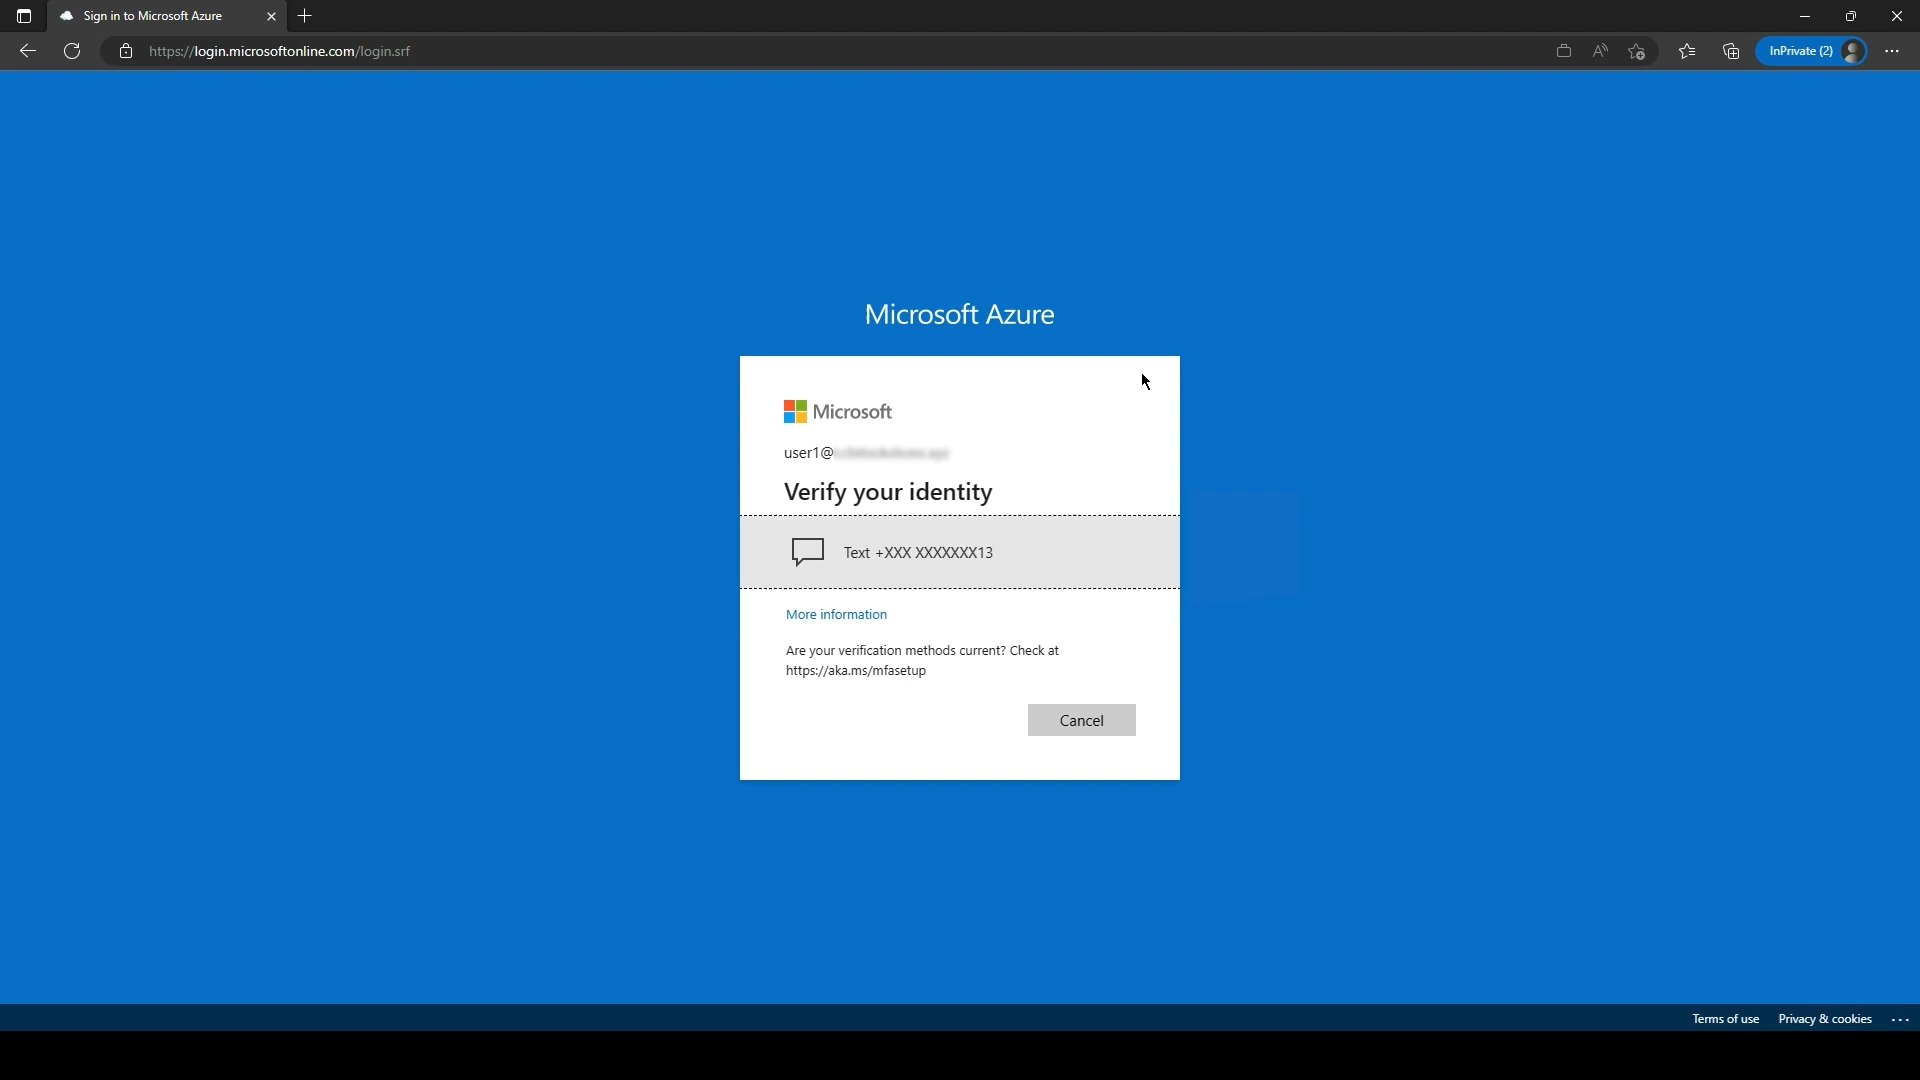 Sign in to Microsoft Azure
https://login.microsoftonline.com/login.srf
InPrivate (2)
Microsoft Azure
Microsoft
user1@
Verify your identity
Text +XXX XXXXXXX13
More information
Are your verification methods current? Check at
https://aka.ms/mfasetup
Cancel
Terms of use
Privacy & cookies